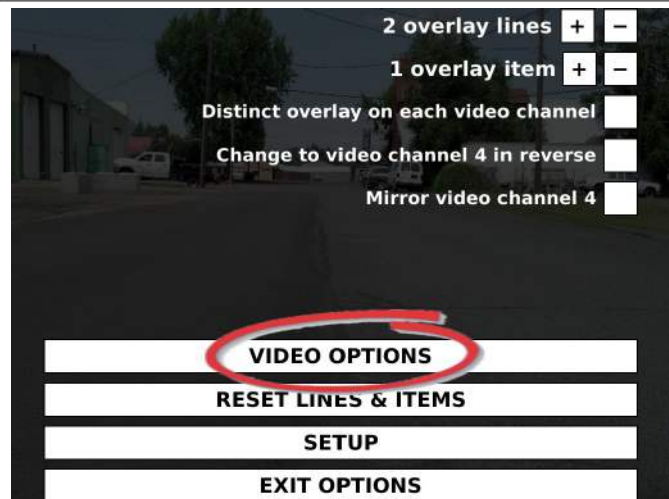 2 overlay lines + −
1 overlay item + −
Distinct overlay on each video channel
Change to video channel 4 in reverse
Mirror video channel 4
VIDEO OPTIONS
RESET LINES & ITEMS
SETUP
EXIT OPTIONS